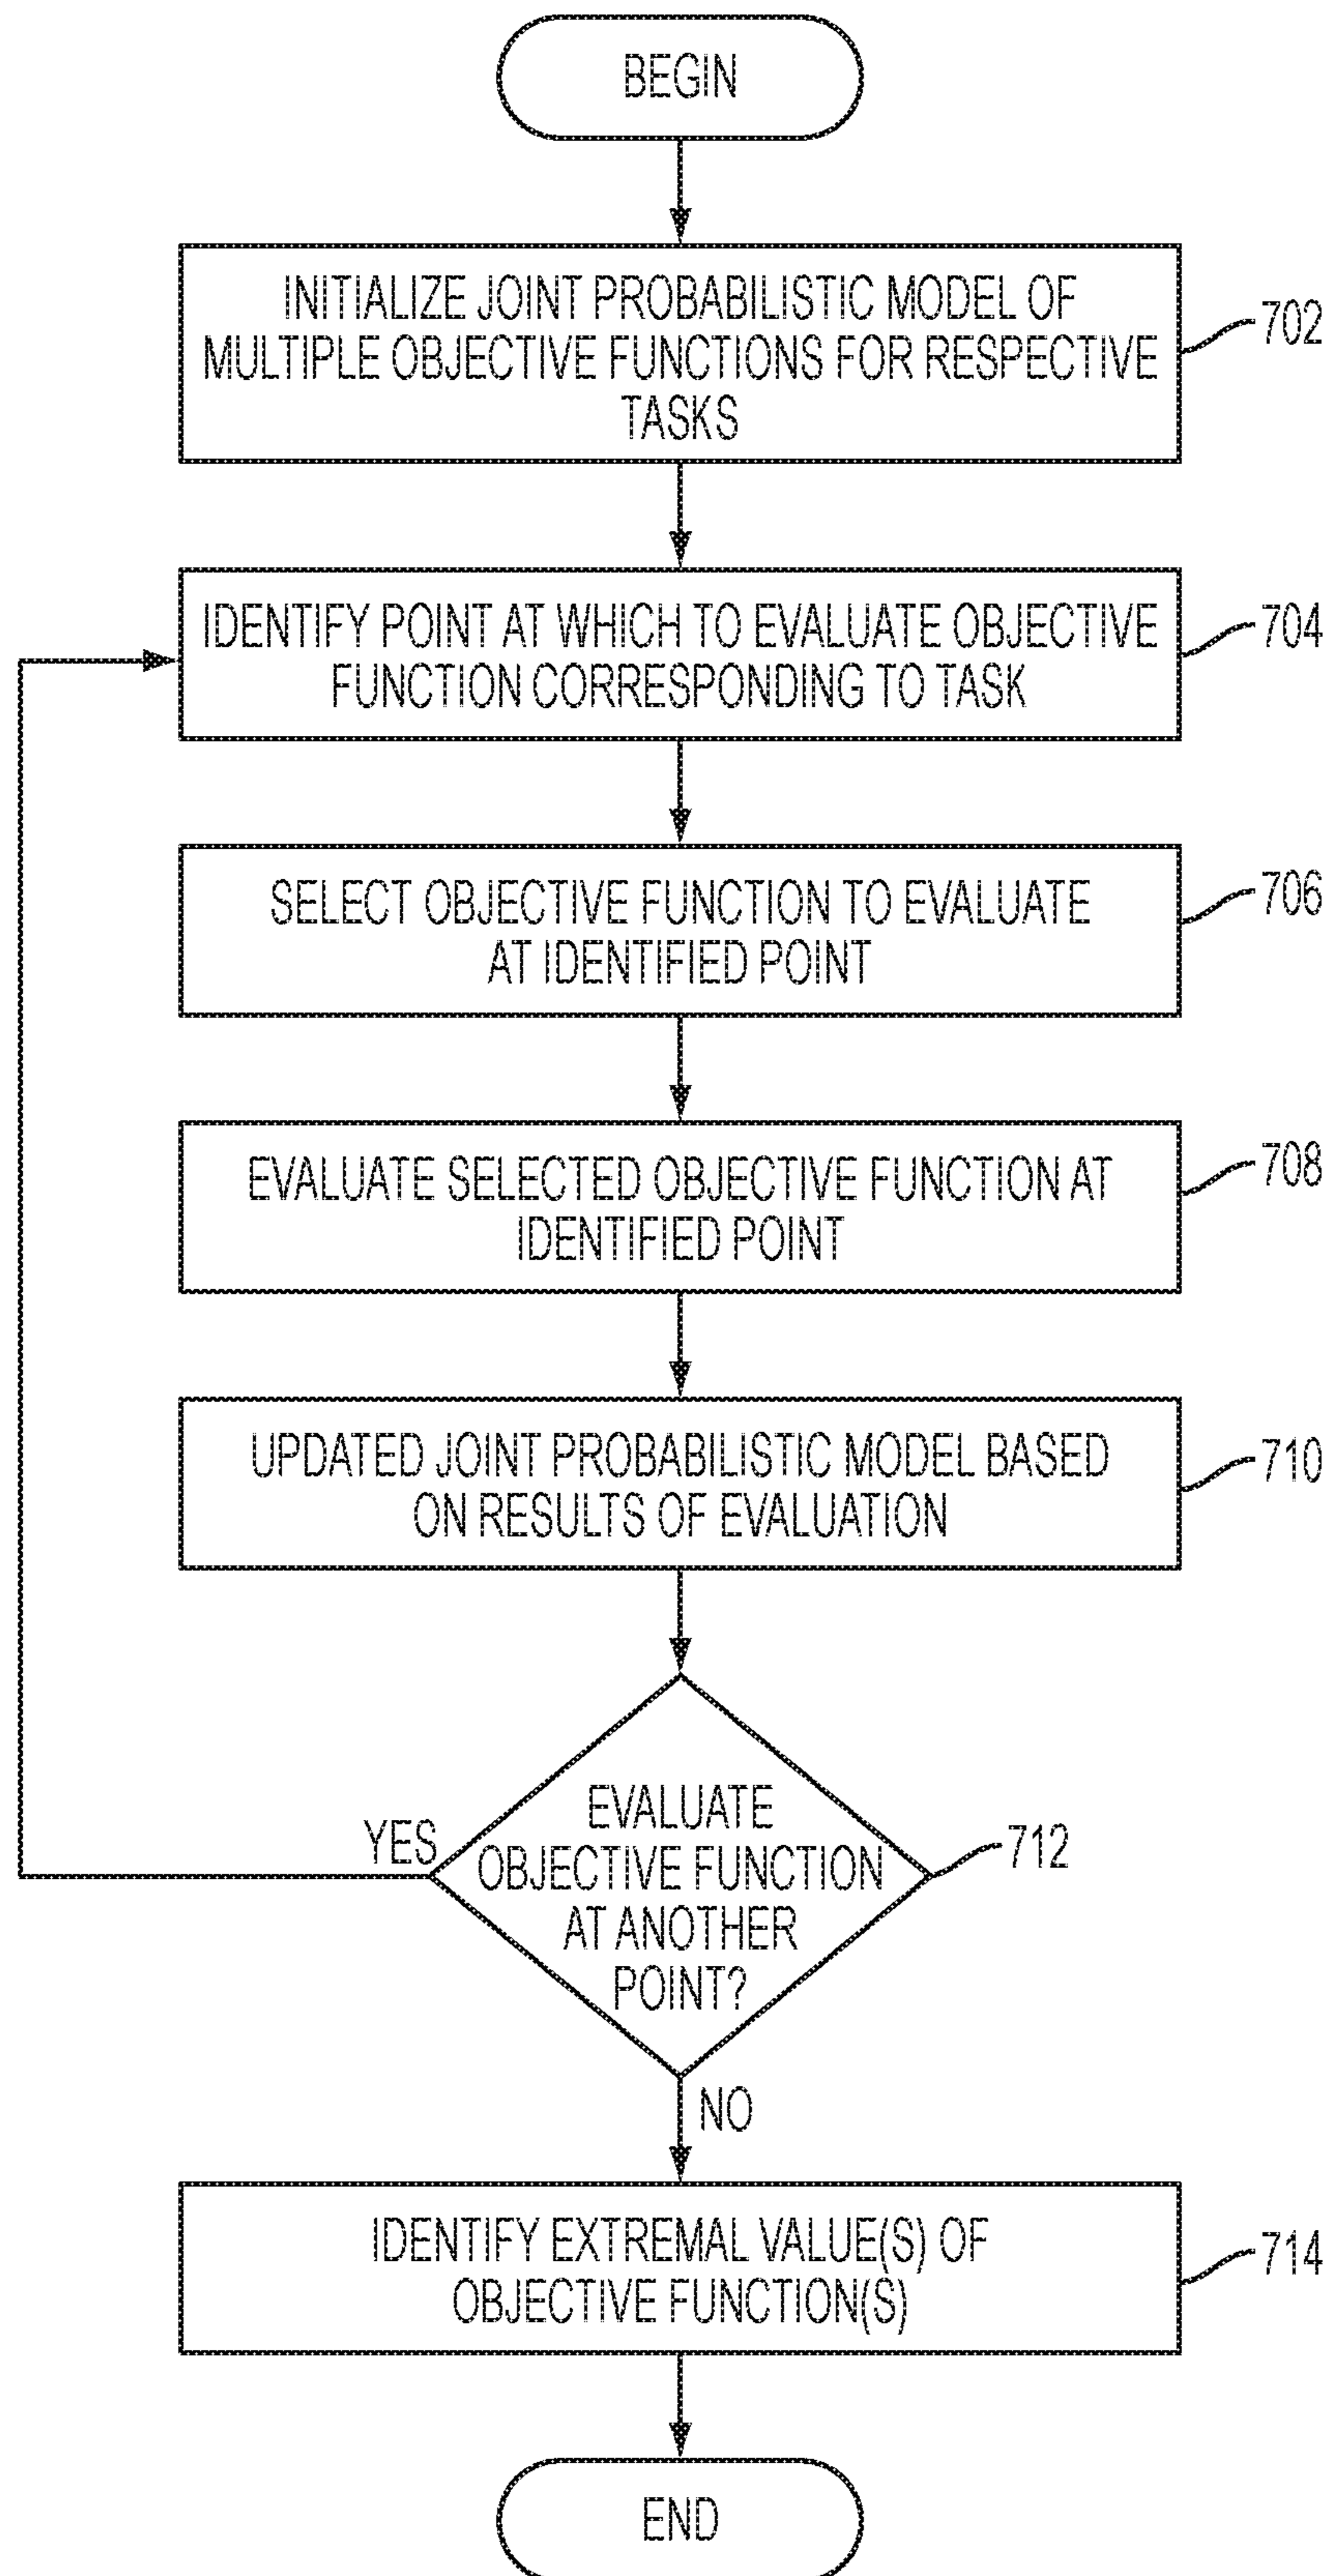 BEGIN
INITIALIZE JOINT PROBABILISTIC MODEL OF
MULTIPLE OBJECTIVE FUNCTIONS FOR RESPECTIVE
TASKS
702
IDENTIFY POINT AT WHICH TO EVALUATE OBJECTIVE
FUNCTION CORRESPONDING TO TASK
704
SELECT OBJECTIVE FUNCTION TO EVALUATE
AT IDENTIFIED POINT
706
EVALUATE SELECTED OBJECTIVE FUNCTION AT
IDENTIFIED POINT
708
UPDATED JOINT PROBABILISTIC MODEL BASED
ON RESULTS OF EVALUATION
710
YES
EVALUATE
OBJECTIVE FUNCTION
AT ANOTHER
POINT?
712
NO
IDENTIFY EXTREMAL VALUE(S) OF
OBJECTIVE FUNCTION(S)
714
END